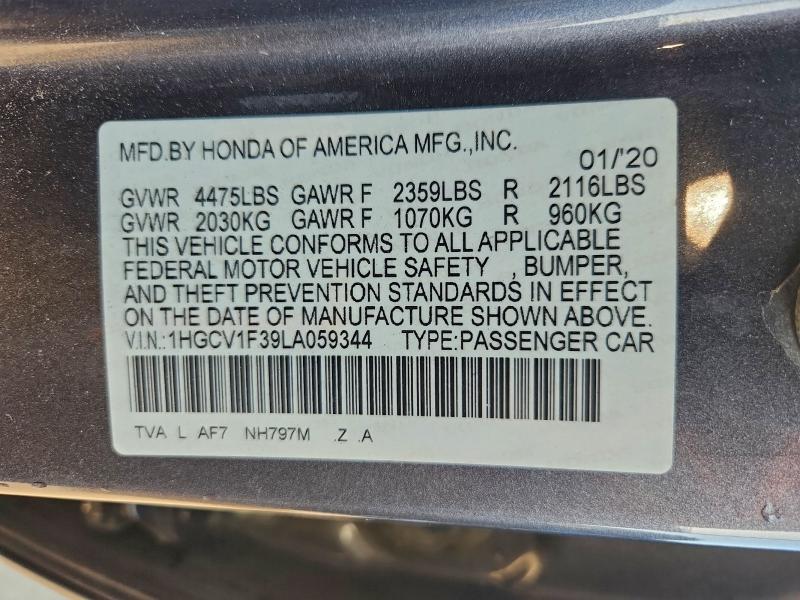 MFD.BY HONDA OF AMERICA MFG.,INC. 01/'20
GVWR 4475LBS GAWR F 2359LBS R 2116LBS
GVWR 2030KG GAWR F 1070KG R 960KG
THIS VEHICLE CONFORMS TO ALL APPLICABLE
FEDERAL MOTOR VEHICLE SAFETY , BUMPER,
AND THEFT PREVENTION STANDARDS IN EFFECT
ON THE DATE OF MANUFACTURE SHOWN ABOVE.
V.I.N.:1HGCV1F39LA059344 TYPE:PASSENGER CAR
TVA L AF7 NH797M .Z .A